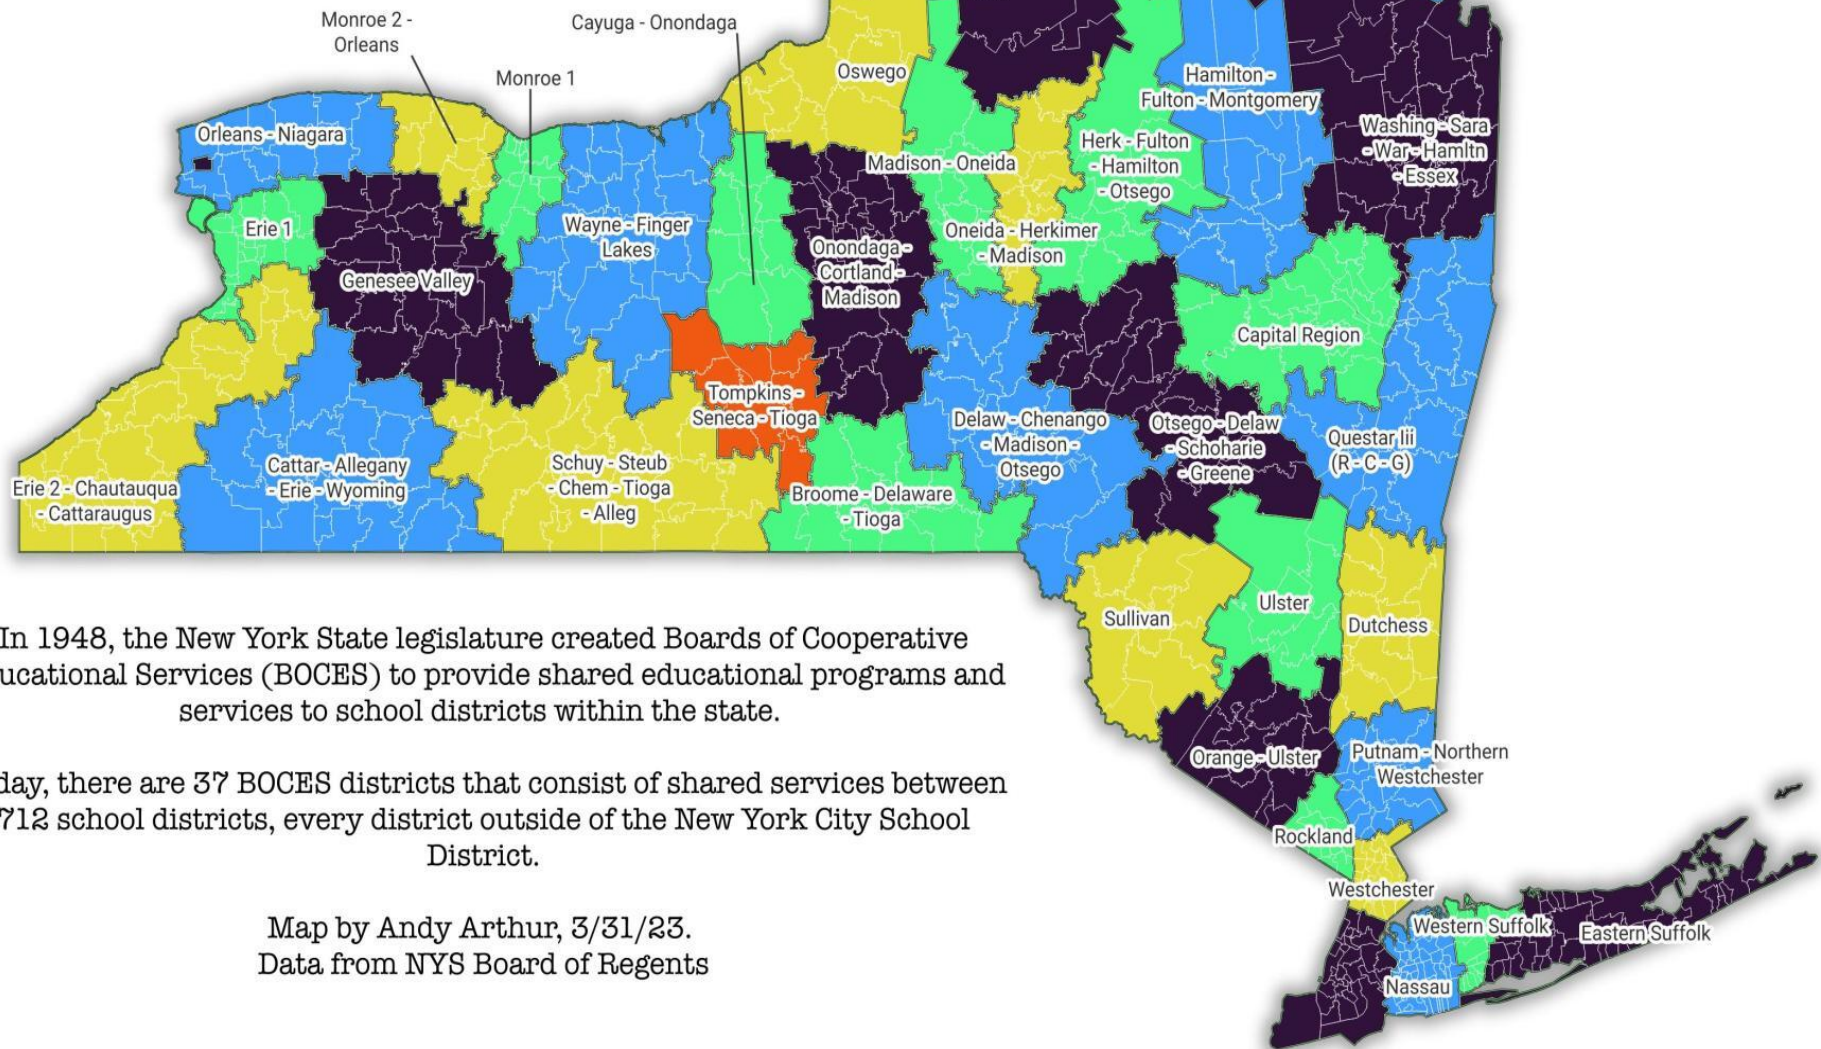 Monroe 2 -
Orleans
Cayuga - Onondaga
Monroe 1
Oswego
Hamilton -
Fulton - Montgomery
Orleans - Niagara
Washing - Sara
- War - Hamltn
- Essex
Madison - Oneida
Herk - Fulton
- Hamilton
- Otsego
Erie 1
Wayne - Finger
Lakes
Oneida - Herkimer
- Madison
Onondaga -
Cortland -
Madison
Genesee Valley
Capital Region
Tompkins -
Seneca - Tioga
Delaw - Chenango
- Madison -
Otsego
Otsego - Delaw
- Schoharie
- Greene
Questar Iii
(R - C - G)
Cattar - Allegany
- Erie - Wyoming
Schuy - Steub
- Chem - Tioga
- Alleg
Erie 2 - Chautauqua
- Cattaraugus
Broome - Delaware
- Tioga
Sullivan
Ulster
Dutchess
In 1948, the New York State legislature created Boards of Cooperative
ucational Services (BOCES) to provide shared educational programs and
services to school districts within the state.
day, there are 37 BOCES districts that consist of shared services between
712 school districts, every district outside of the New York City School
District.
Map by Andy Arthur, 3/31/23.
Data from NYS Board of Regents
Orange - Ulster
Putnam - Northern
Westchester
Rockland
Westchester
Western Suffolk
Eastern Suffolk
Nassau